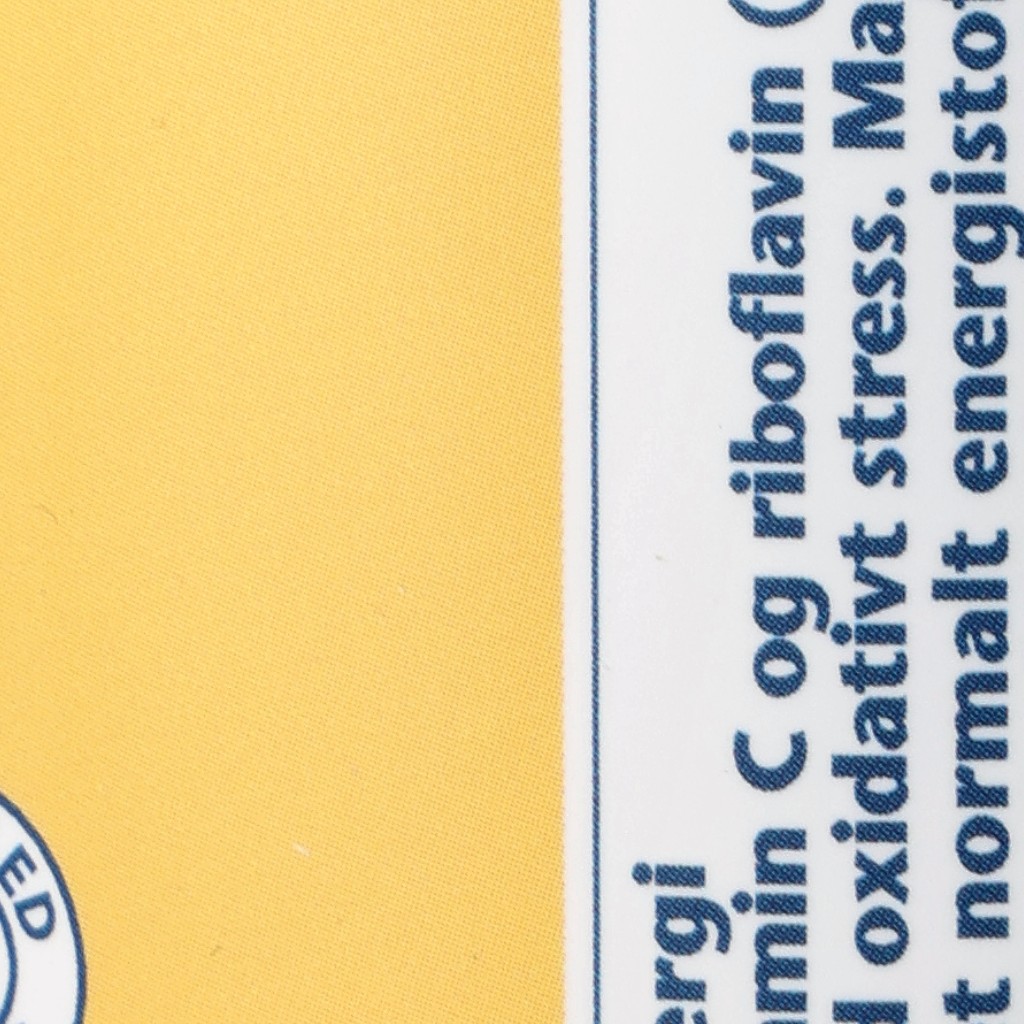 ergi
amin C og riboflavin (
oxidativt stress. Ma
t normalt energistof
ED